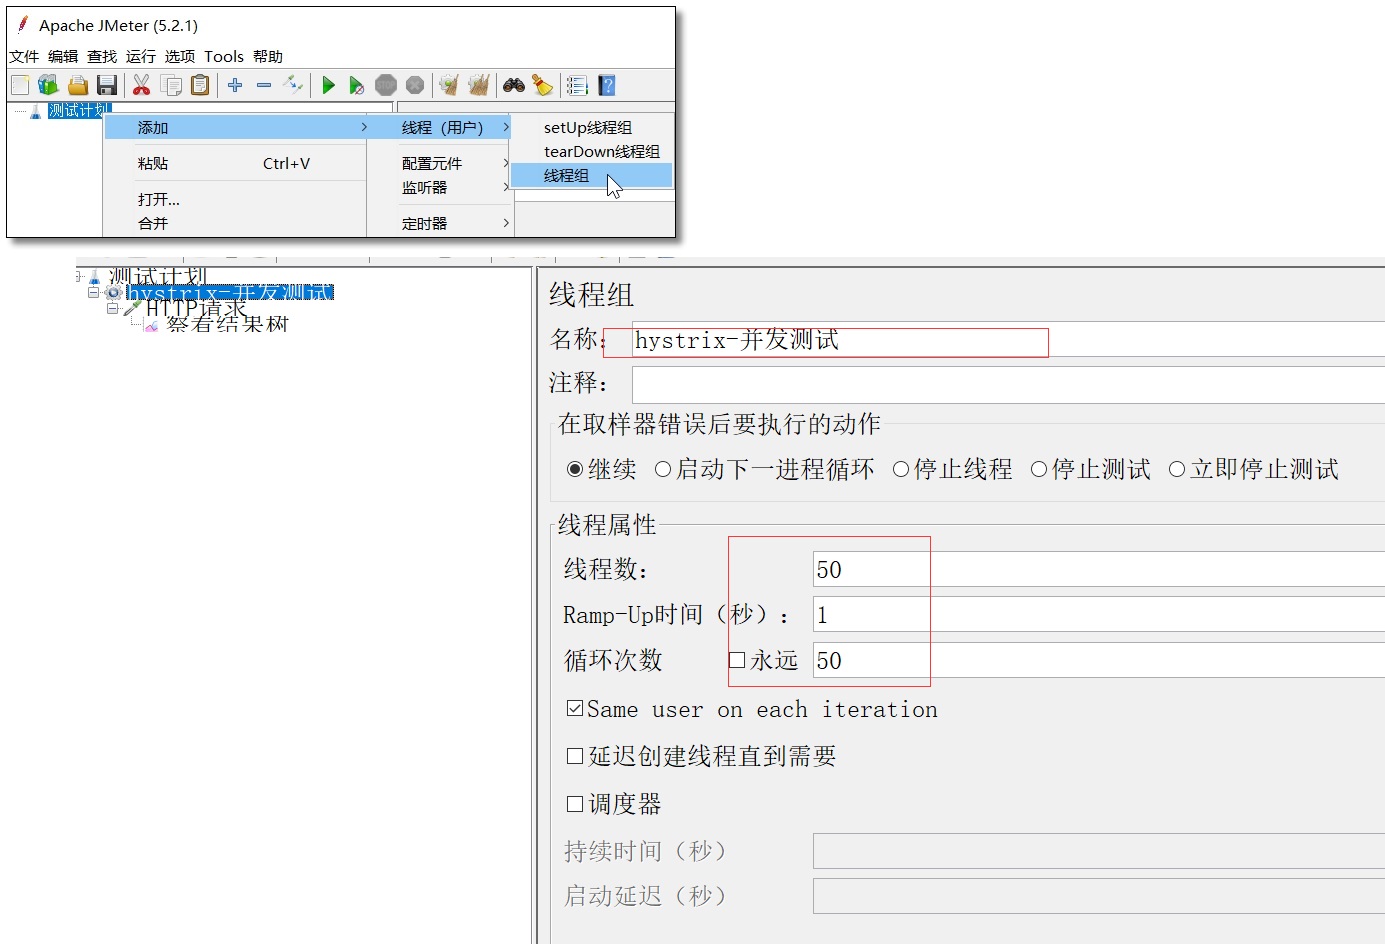 Apache JMeter (5.2.1)
文件 编辑 查找 运行 选项 Tools 帮助
测试计划
添加
粘贴 Ctrl+V
打开...
合并
线程（用户）
配置元件
监听器
定时器
setUp线程组
tearDown线程组
线程组
测试计划
hystrix-并发测试
HTTP请求
察看结果树
线程组
名称： hystrix-并发测试
注释：
在取样器错误后要执行的动作
继续 启动下一进程循环 停止线程 停止测试 立即停止测试
线程属性
线程数： 50
Ramp-Up时间（秒）： 1
循环次数 永远 50
Same user on each iteration
延迟创建线程直到需要
调度器
持续时间（秒）
启动延迟（秒）